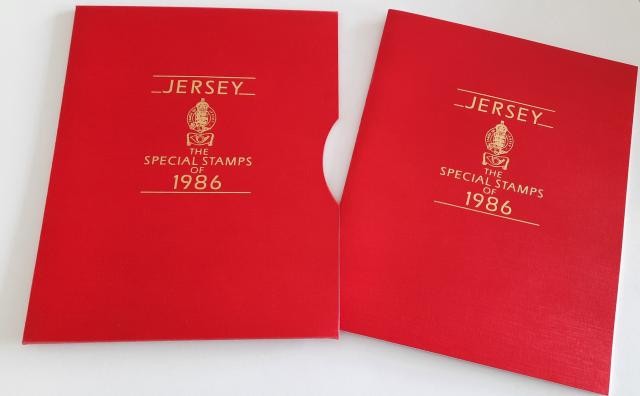 JERSEY
THE
SPECIAL STAMPS
OF
1986
JERSEY
THE
SPECIAL STAMPS
OF
1986